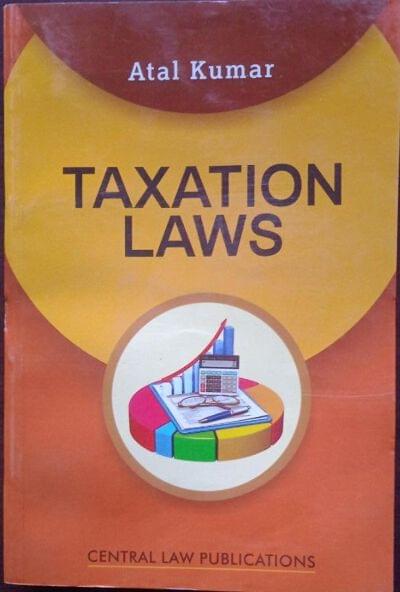 Atal Kumar
TAXATION
LAWS
CENTRAL LAW PUBLICATIONS